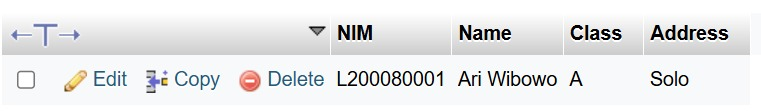 NIM Name Class Address
Edit Copy Delete L200080001 Ari Wibowo A Solo